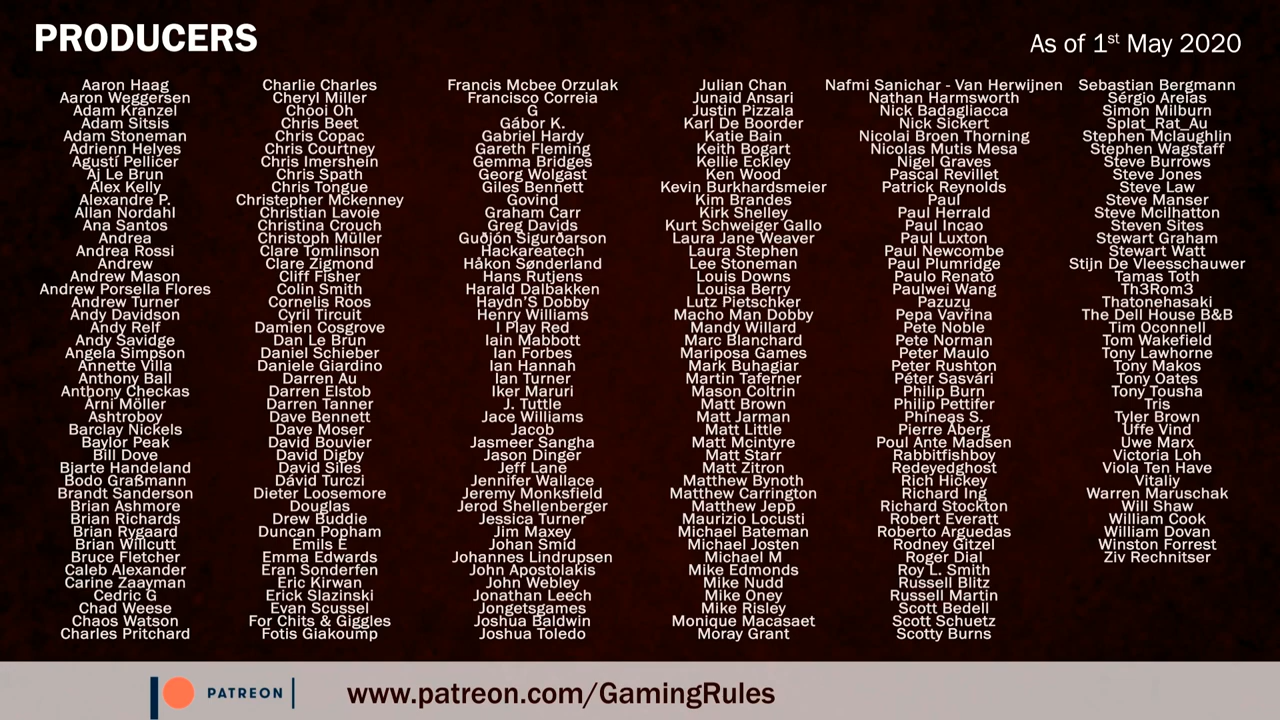 PRODUCERS
As of 1st May 2020
Aaron Haag
Aaron Weggersen
Adam Kranzel
Adam Sitsis
Adam Stoneman
Adrienn Helyes
Agustí Pellicer
Aj Le Brun
Alex Kelly
Alexandre P.
Allan Nordahl
Ana Santos
Andrea
Andrea Rossi
Andrew
Andrew Mason
Andrew Porsella Flores
Andrew Turner
Andy Davidson
Andy Relf
Andy Savidge
Angela Simpson
Annette Villa
Anthony Ball
Anthony Checkas
Arni Möller
Ashtroboy
Barclay Nickels
Baylor Peak
Bill Dove
Bjarte Handeland
Bodo Graßmann
Brandt Sanderson
Brian Ashmore
Brian Richards
Brian Rygaard
Brian Willcutt
Bruce Fletcher
Caleb Alexander
Carine Zaayman
Cedric G
Chad Weese
Chaos Watson
Charles Pritchard
Charlie Charles
Cheryl Miller
Chooi Oh
Chris Beet
Chris Copac
Chris Courtney
Chris Imershein
Chris Spath
Chris Tongue
Christopher Mckenney
Christian Lavoie
Christina Crouch
Christoph Müller
Clare Tomlinson
Clare Zigmond
Cliff Fisher
Colin Smith
Cornelis Roos
Cyril Tircuit
Damien Cosgrove
Dan Le Brun
Daniel Schieber
Daniele Giardino
Darren Au
Darren Elstob
Darren Tanner
Dave Bennett
Dave Moser
David Bouvier
David Digby
David Siles
Dávid Turczi
Dieter Loosemore
Douglas
Drew Buddie
Duncan Popham
Emils E
Emma Edwards
Eran Sonderfen
Eric Kirwan
Erick Slazinski
Evan Scussel
For Chits & Giggles
Fotis Giakoump
Francis Mcbee Orzulak
Francisco Correia
G
Gábor K.
Gabriel Hardy
Gareth Fleming
Gemma Bridges
Georg Wolgast
Giles Bennett
Govind
Graham Carr
Greg Davids
Guðjón Sigurðarson
Hackareatech
Håkon Sønderland
Hans Rutjens
Harald Dalbakken
Haydn'S Dobby
Henry Williams
I Play Red
Iain Mabbott
Ian Forbes
Ian Hannah
Ian Turner
Iker Maruri
J. Tuttle
Jace Williams
Jacob
Jasmeer Sangha
Jason Dinger
Jeff Lane
Jennifer Wallace
Jeremy Monksfield
Jerod Shellenberger
Jessica Turner
Jim Maxey
Johan Smid
Johannes Lindrupsen
John Apostolakis
John Webley
Jonathan Leech
Jongetsgames
Joshua Baldwin
Joshua Toledo
Julian Chan
Junaid Ansari
Justin Pizzala
Karl De Boorder
Katie Bain
Keith Bogart
Kellie Eckley
Ken Wood
Kevin Burkhardsmeier
Kim Brandes
Kirk Shelley
Kurt Schweiger Gallo
Laura Jane Weaver
Laura Stephen
Lee Stoneman
Louis Downs
Louisa Berry
Lutz Pietschker
Macho Man Dobby
Mandy Willard
Marc Blanchard
Mariposa Games
Mark Buhagiar
Martin Taferner
Mason Coltrin
Matt Brown
Matt Jarman
Matt Little
Matt Mcintyre
Matt Starr
Matt Zitron
Matthew Bynoth
Matthew Carrington
Matthew Jepp
Maurizio Locusti
Michael Bateman
Michael Josten
Michael M
Mike Edmonds
Mike Nudd
Mike Oney
Mike Risley
Monique Macasaet
Moray Grant
Nafmi Sanichar - Van Herwijnen
Nathan Harmsworth
Nick Badagliacca
Nick Sickert
Nicolai Broen Thorning
Nicolas Mutis Mesa
Nigel Graves
Pascal Revillet
Patrick Reynolds
Paul
Paul Herrald
Paul Incao
Paul Luxton
Paul Newcombe
Paul Plumridge
Paulo Renato
Paulwei Wang
Pazuzu
Pepa Vavřina
Pete Noble
Pete Norman
Peter Maulo
Peter Rushton
Péter Sasvári
Philip Burn
Philip Pettifer
Phineas S.
Pierre Aberg
Poul Ante Madsen
Rabbitfishboy
Redeyedghost
Rich Hickey
Richard Ing
Richard Stockton
Robert Everatt
Roberto Arguedas
Rodney Gitzel
Roger Dial
Roy L. Smith
Russell Blitz
Russell Martin
Scott Bedell
Scott Schuetz
Scotty Burns
Sebastian Bergmann
Sérgio Areias
Simon Milburn
Splat_Rat_Au
Stephen Mclaughlin
Stephen Wagstaff
Steve Burrows
Steve Jones
Steve Law
Steve Manser
Steve Mcilhatton
Steven Sites
Stewart Graham
Stewart Watt
Stijn De Vleesschauwer
Tamas Toth
Th3Rom3
Thatonehasaki
The Dell House B&B
Tim Oconnell
Tom Wakefield
Tony Lawhorne
Tony Makos
Tony Oates
Tony Tousha
Tris
Tyler Brown
Uffe Vind
Uwe Marx
Victoria Loh
Viola Ten Have
Vitaliy
Warren Maruschak
Will Shaw
William Cook
William Dovan
Winston Forrest
Ziv Rechnitser
PATREON
www.patreon.com/GamingRules